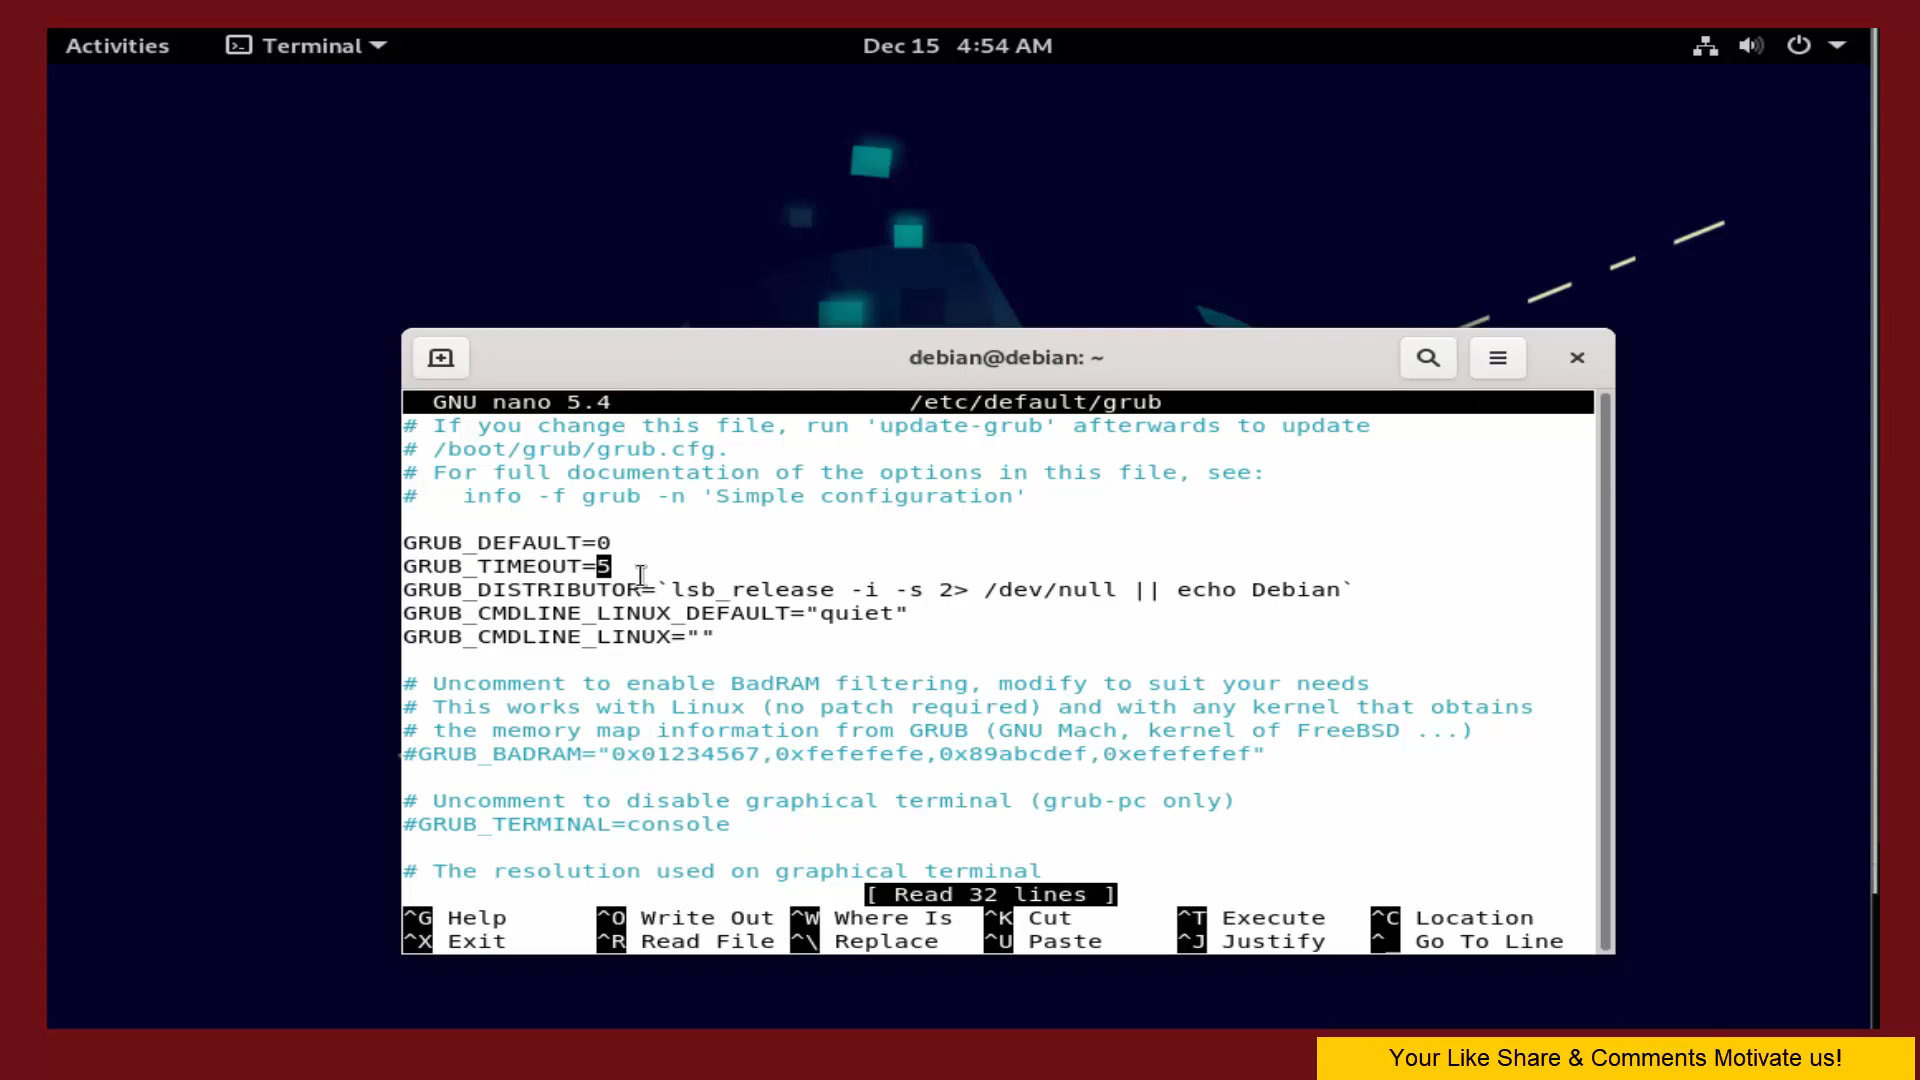 Activities Terminal Dec 15 4:54 AM
debian@debian: ~
GNU nano 5.4 /etc/default/grub
# If you change this file, run 'update-grub' afterwards to update
# /boot/grub/grub.cfg.
# For full documentation of the options in this file, see:
#   info -f grub -n 'Simple configuration'
GRUB_DEFAULT=0
GRUB_TIMEOUT=5
GRUB_DISTRIBUTOR=`lsb_release -i -s 2> /dev/null || echo Debian`
GRUB_CMDLINE_LINUX_DEFAULT="quiet"
GRUB_CMDLINE_LINUX=""
# Uncomment to enable BadRAM filtering, modify to suit your needs
# This works with Linux (no patch required) and with any kernel that obtains
# the memory map information from GRUB (GNU Mach, kernel of FreeBSD ...)
#GRUB_BADRAM="0x01234567,0xfefefefe,0x89abcdef,0xefefefef"
# Uncomment to disable graphical terminal (grub-pc only)
#GRUB_TERMINAL=console
# The resolution used on graphical terminal
[ Read 32 lines ]
^G Help ^O Write Out ^W Where Is ^K Cut ^T Execute ^C Location
^X Exit ^R Read File ^\ Replace ^U Paste ^J Justify ^_ Go To Line
Your Like Share & Comments Motivate us!